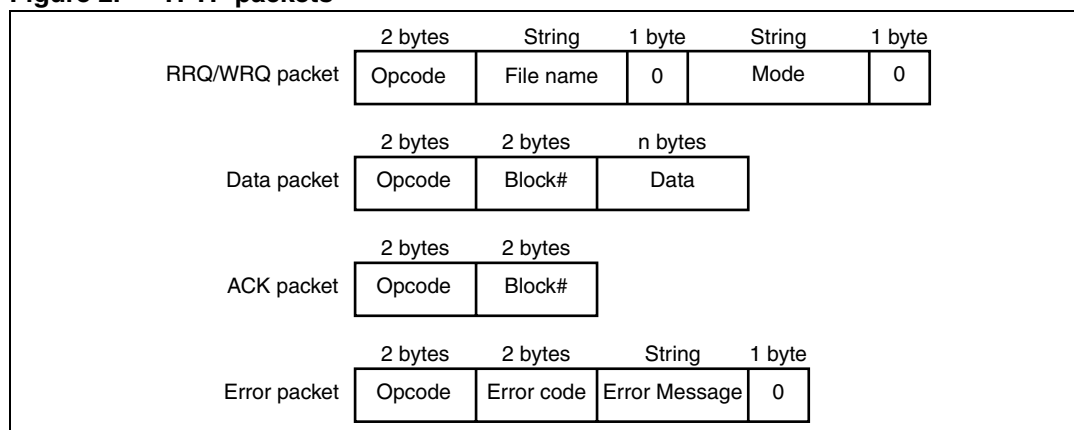 2 bytes String 1 byte String 1 byte
RRQ/WRQ packet Opcode File name 0 Mode 0
2 bytes 2 bytes n bytes
Data packet Opcode Block# Data
2 bytes 2 bytes
ACK packet Opcode Block#
2 bytes 2 bytes String 1 byte
Error packet Opcode Error code Error Message 0